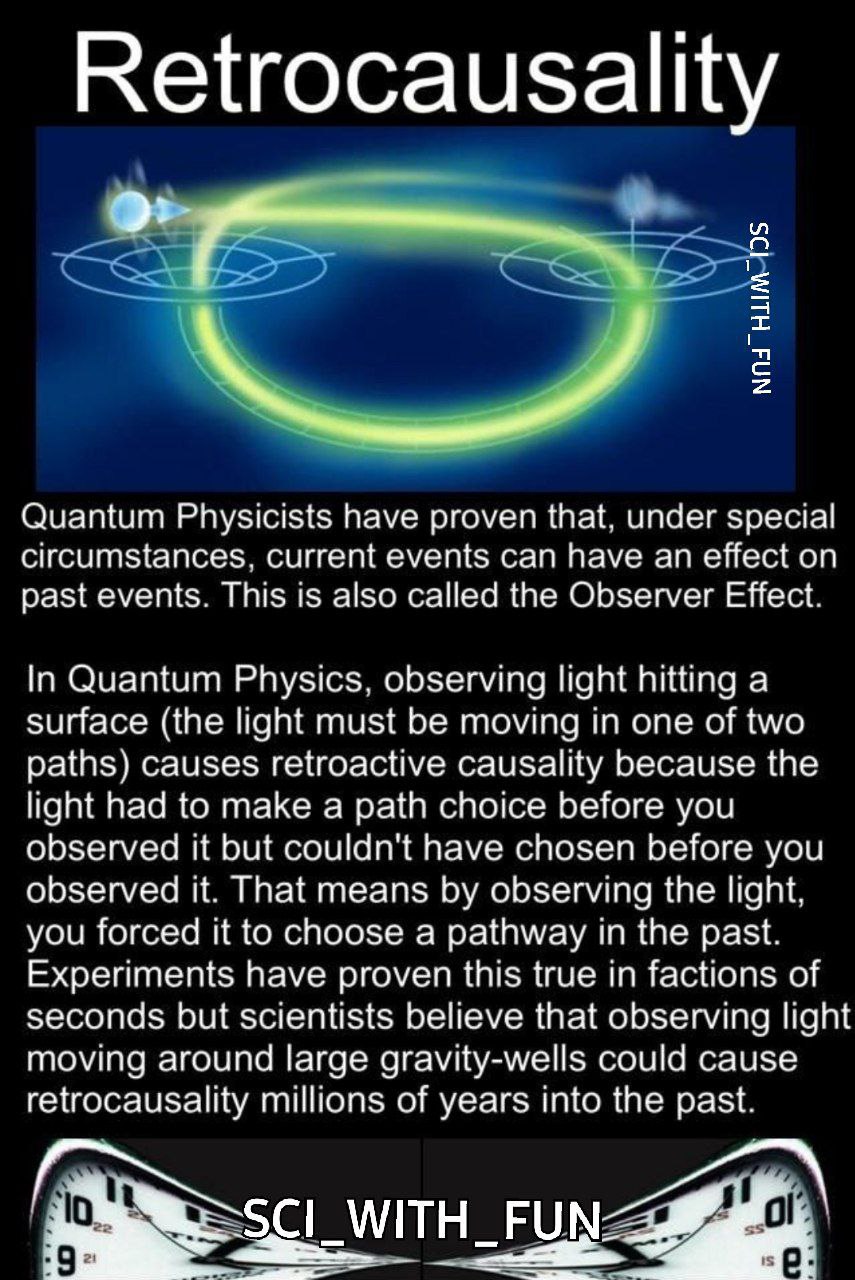 Retrocausality
SCI_WITH_FUN
Quantum Physicists have proven that, under special
circumstances, current events can have an effect on
past events. This is also called the Observer Effect.
In Quantum Physics, observing light hitting a
surface (the light must be moving in one of two
paths) causes retroactive causality because the
light had to make a path choice before you
observed it but couldn't have chosen before you
observed it. That means by observing the light,
you forced it to choose a pathway in the past.
Experiments have proven this true in factions of
seconds but scientists believe that observing light
moving around large gravity-wells could cause
retrocausality millions of years into the past.
SCI_WITH_FUN
10 22
9 21